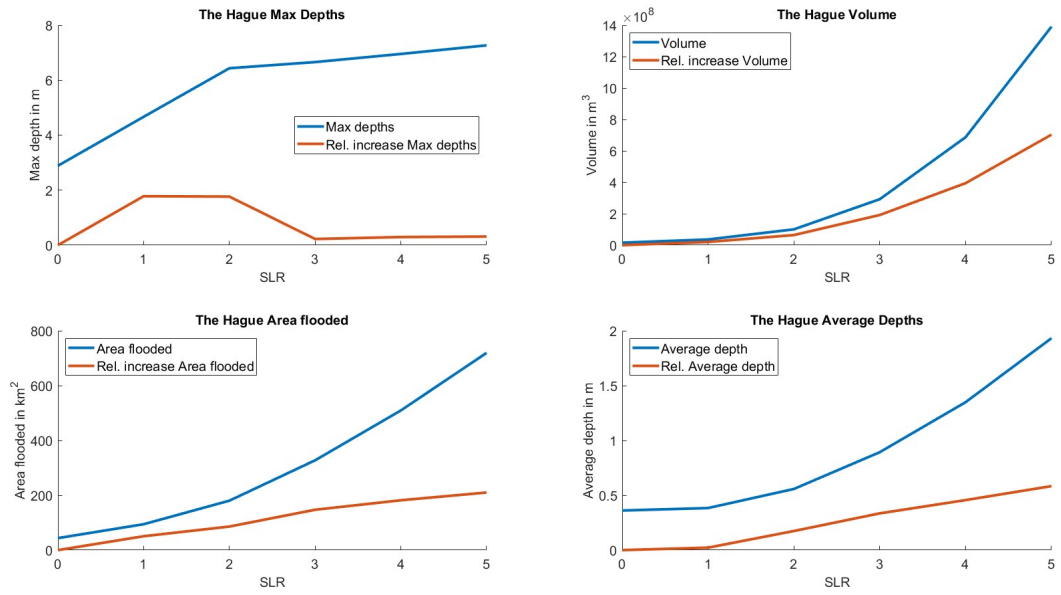 The Hague Max Depths
Max depth in m
8
6
4
2
0
Max depths
Rel. increase Max depths
0 1 2 3 4 5
SLR
The Hague Volume
×10⁸
Volume in m³
14
12
10
8
6
4
2
0
Volume
Rel. increase Volume
0 1 2 3 4 5
SLR
The Hague Area flooded
Area flooded in km²
800
600
400
200
0
Area flooded
Rel. increase Area flooded
0 1 2 3 4 5
SLR
The Hague Average Depths
Average depth in m
2
1.5
1
0.5
0
Average depth
Rel. Average depth
0 1 2 3 4 5
SLR